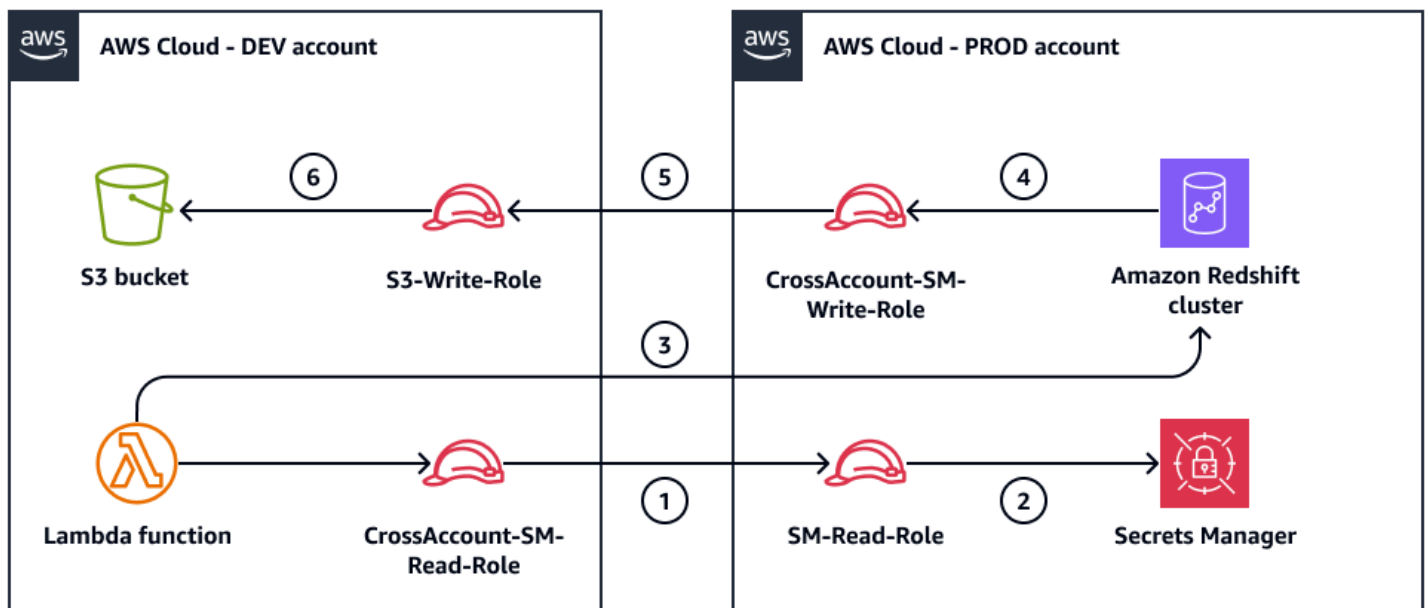 aws
AWS Cloud - DEV account
aws
AWS Cloud - PROD account
6
5
4
S3 bucket
S3-Write-Role
CrossAccount-SM-
Write-Role
Amazon Redshift
cluster
3
1
2
Lambda function
CrossAccount-SM-
Read-Role
SM-Read-Role
Secrets Manager